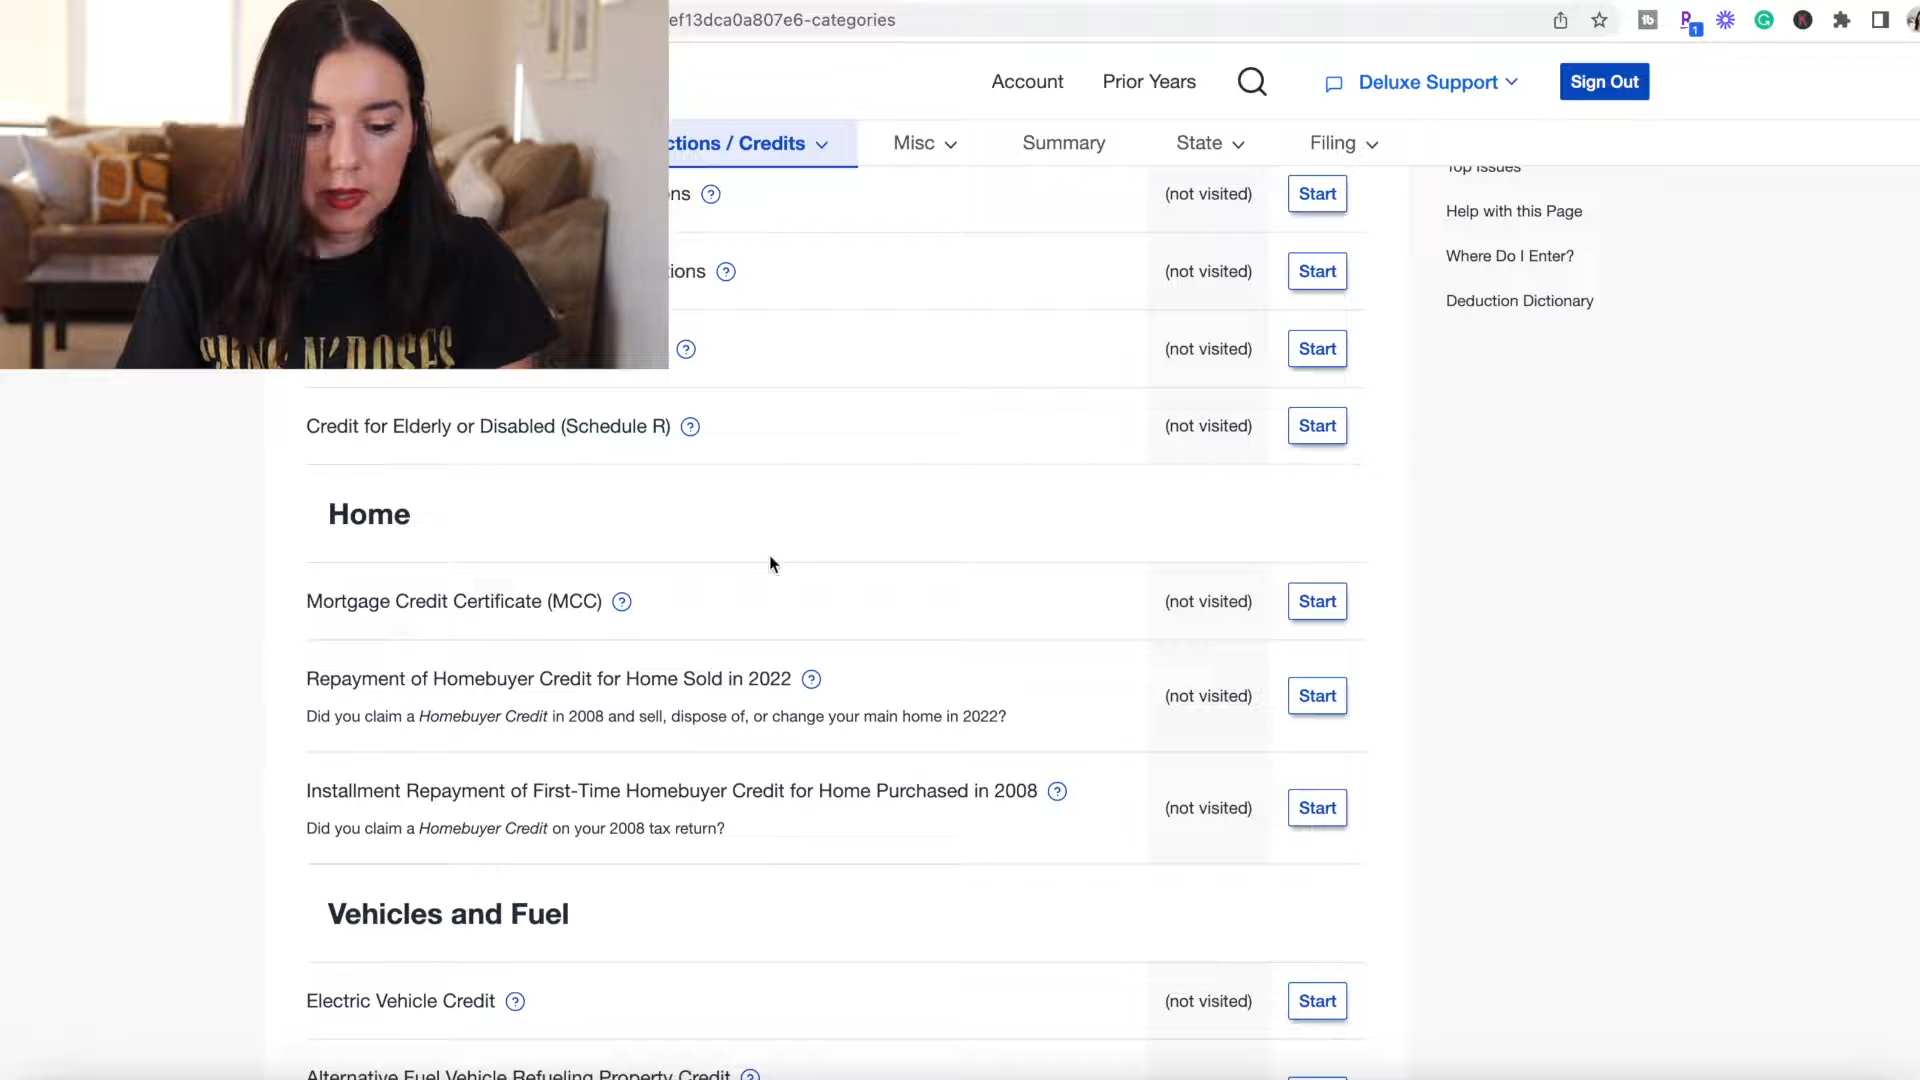 ef13dca0a807e6-categories
Account
Prior Years
Deluxe Support
Sign Out
ctions / Credits
Misc
Summary
State
Filing
ns
(not visited)
Start
Top Issues
Help with this Page
ions
(not visited)
Start
Where Do I Enter?
Deduction Dictionary
(not visited)
Start
GUNS N' ROSES
Credit for Elderly or Disabled (Schedule R)
(not visited)
Start
Home
Mortgage Credit Certificate (MCC)
(not visited)
Start
Repayment of Homebuyer Credit for Home Sold in 2022
Did you claim a Homebuyer Credit in 2008 and sell, dispose of, or change your main home in 2022?
(not visited)
Start
Installment Repayment of First-Time Homebuyer Credit for Home Purchased in 2008
Did you claim a Homebuyer Credit on your 2008 tax return?
(not visited)
Start
Vehicles and Fuel
Electric Vehicle Credit
(not visited)
Start
Alternative Fuel Vehicle Refueling Property Credit